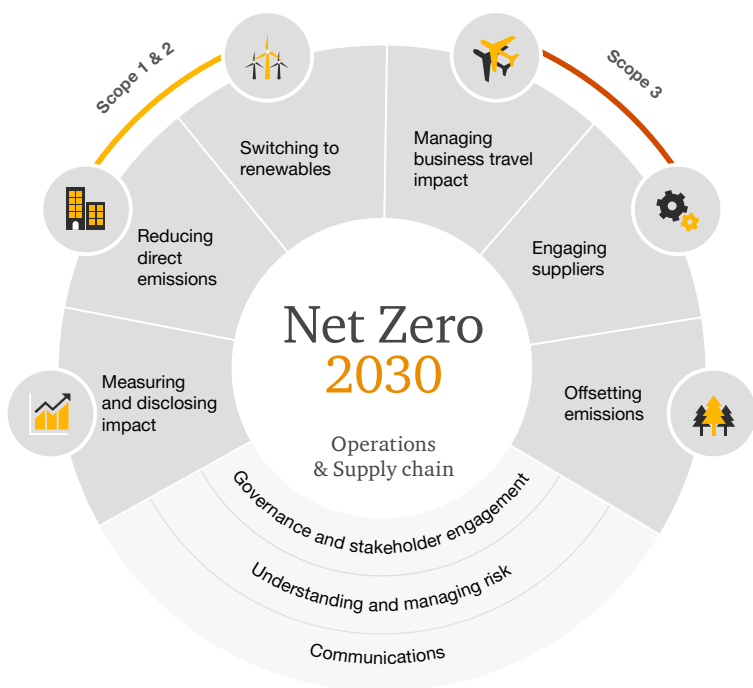 Scope 1 & 2
Scope 3
Switching to
renewables
Managing
business travel
impact
Reducing
direct
emissions
Engaging
suppliers
Measuring
and disclosing
impact
Offsetting
emissions
Net Zero
2030
Operations
& Supply chain
Governance and stakeholder engagement
Understanding and managing risk
Communications